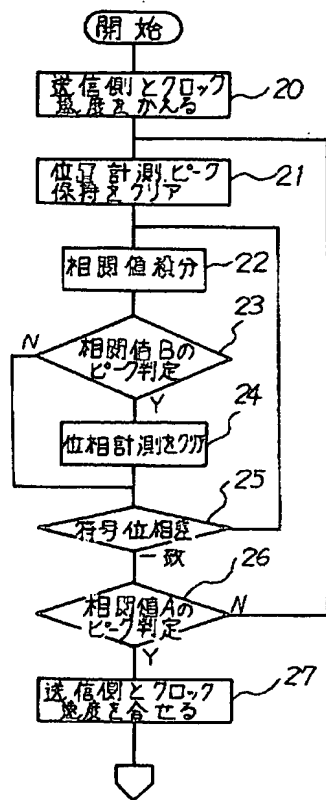 開始
送信側とクロック
速度をかえる
20
位相計測,ピーク
保持をクリア
21
相関値積分
22
23
N
相関値Bの
ピーク判定
Y
24
位相計測をクリア
25
符号位相差
一致
26
相関値Aの
ピーク判定
N
Y
送信側とクロック
速度を合せる
27